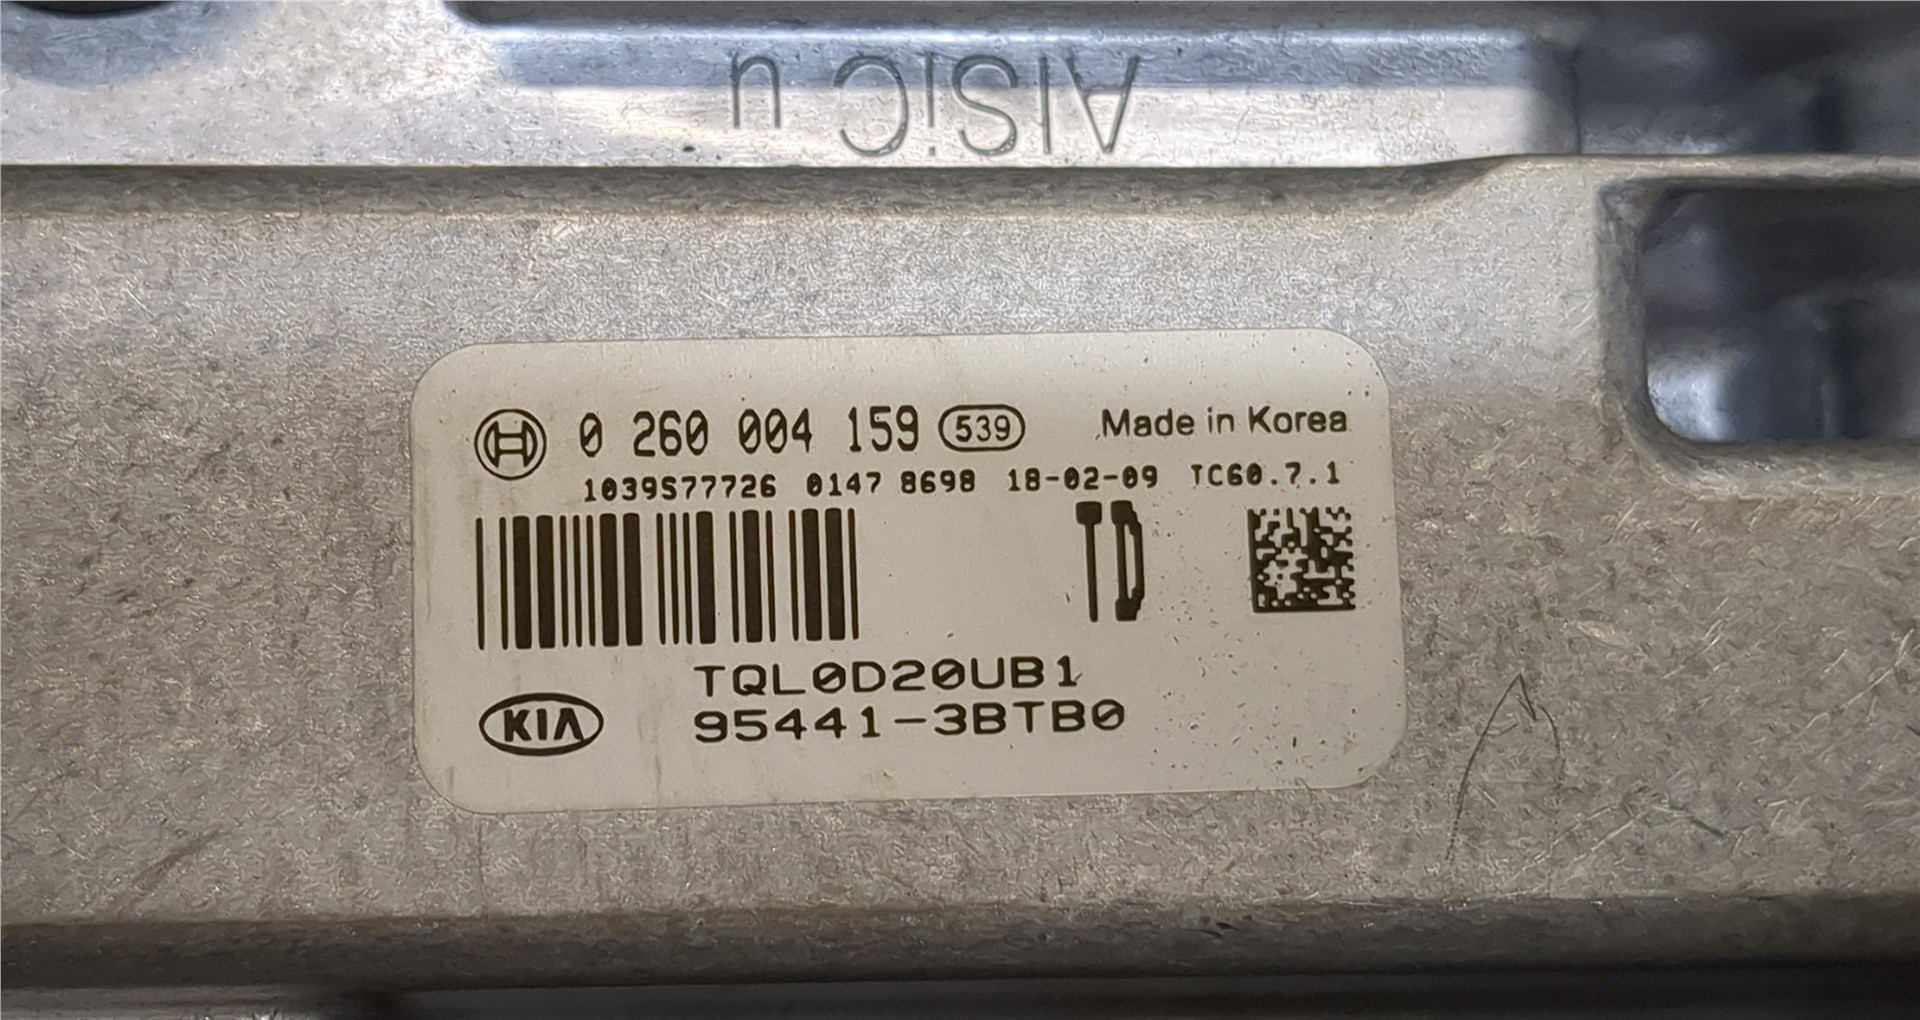 AlSiC u
0 260 004 159 539 Made in Korea
1039S77726 0147 8698 18-02-09 TC60.7.1
TD
TQL0D20UB1
KIA 95441-3BTB0